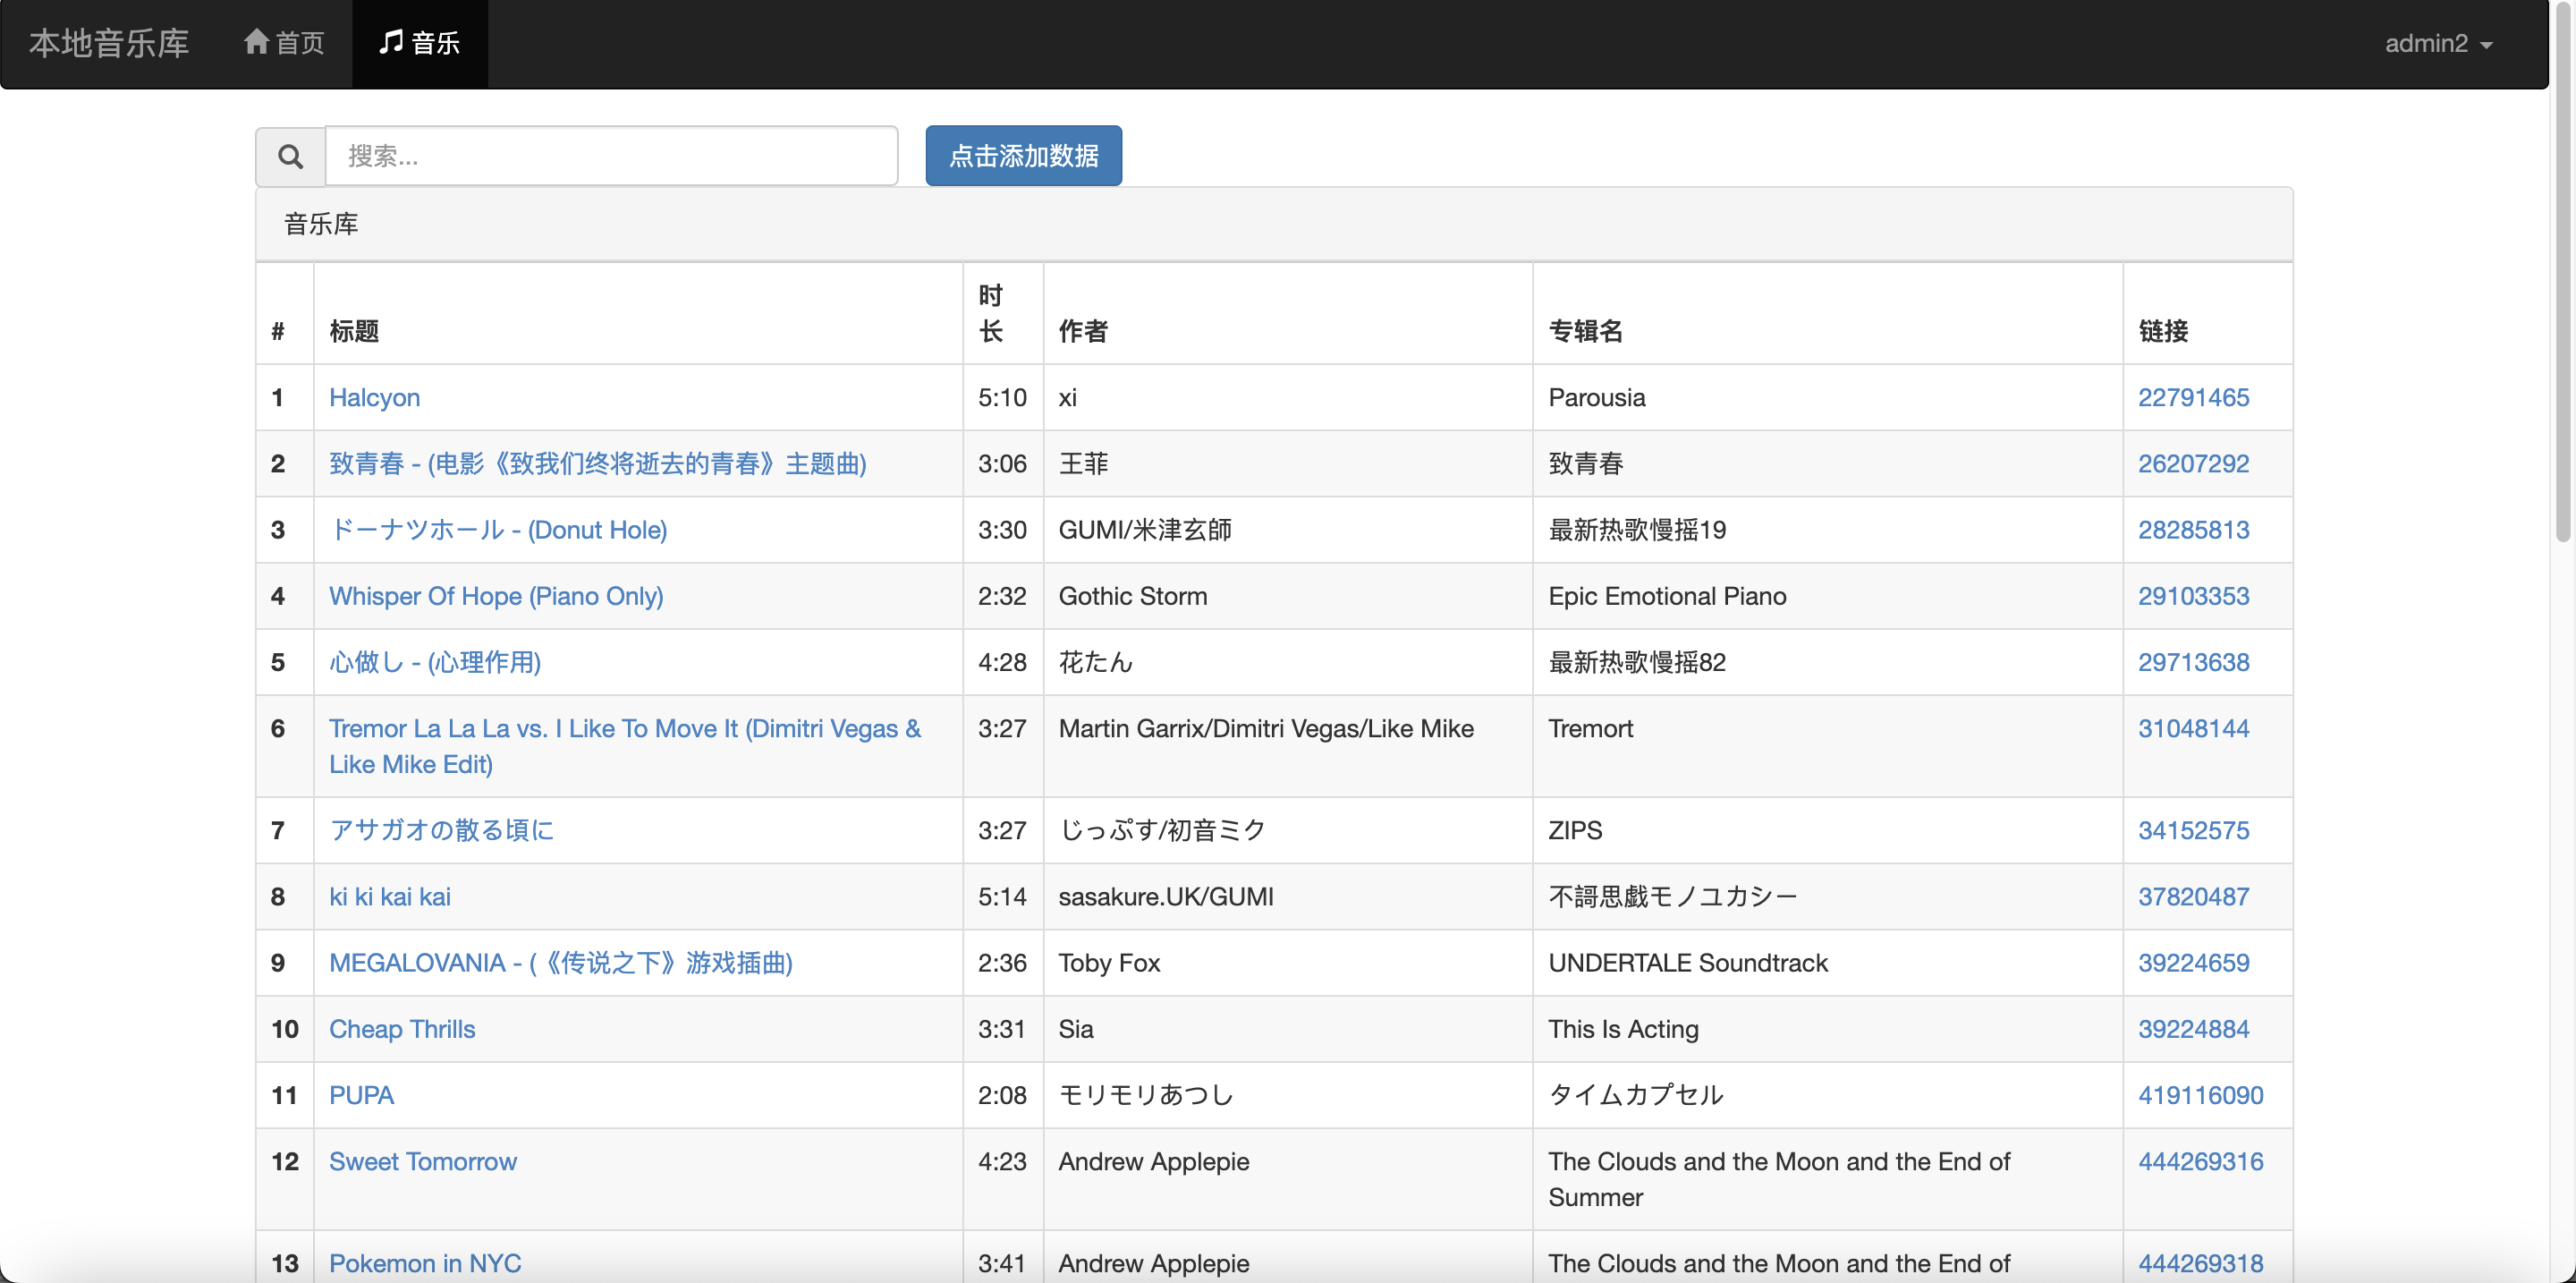 本地音乐库 首页 音乐 admin2
搜索... 点击添加数据
音乐库
# 标题 时长 作者 专辑名 链接
1 Halcyon 5:10 xi Parousia 22791465
2 致青春 - (电影《致我们终将逝去的青春》主题曲) 3:06 王菲 致青春 26207292
3 ドーナツホール - (Donut Hole) 3:30 GUMI/米津玄師 最新热歌慢摇19 28285813
4 Whisper Of Hope (Piano Only) 2:32 Gothic Storm Epic Emotional Piano 29103353
5 心做し - (心理作用) 4:28 花たん 最新热歌慢摇82 29713638
6 Tremor La La La vs. I Like To Move It (Dimitri Vegas & 3:27 Martin Garrix/Dimitri Vegas/Like Mike Tremort 31048144
Like Mike Edit)
7 アサガオの散る頃に 3:27 じっぷす/初音ミク ZIPS 34152575
8 ki ki kai kai 5:14 sasakure.UK/GUMI 不謌思戯モノユカシー 37820487
9 MEGALOVANIA - (《传说之下》游戏插曲) 2:36 Toby Fox UNDERTALE Soundtrack 39224659
10 Cheap Thrills 3:31 Sia This Is Acting 39224884
11 PUPA 2:08 モリモリあつし タイムカプセル 419116090
12 Sweet Tomorrow 4:23 Andrew Applepie The Clouds and the Moon and the End of 444269316
Summer
13 Pokemon in NYC 3:41 Andrew Applepie The Clouds and the Moon and the End of 444269318